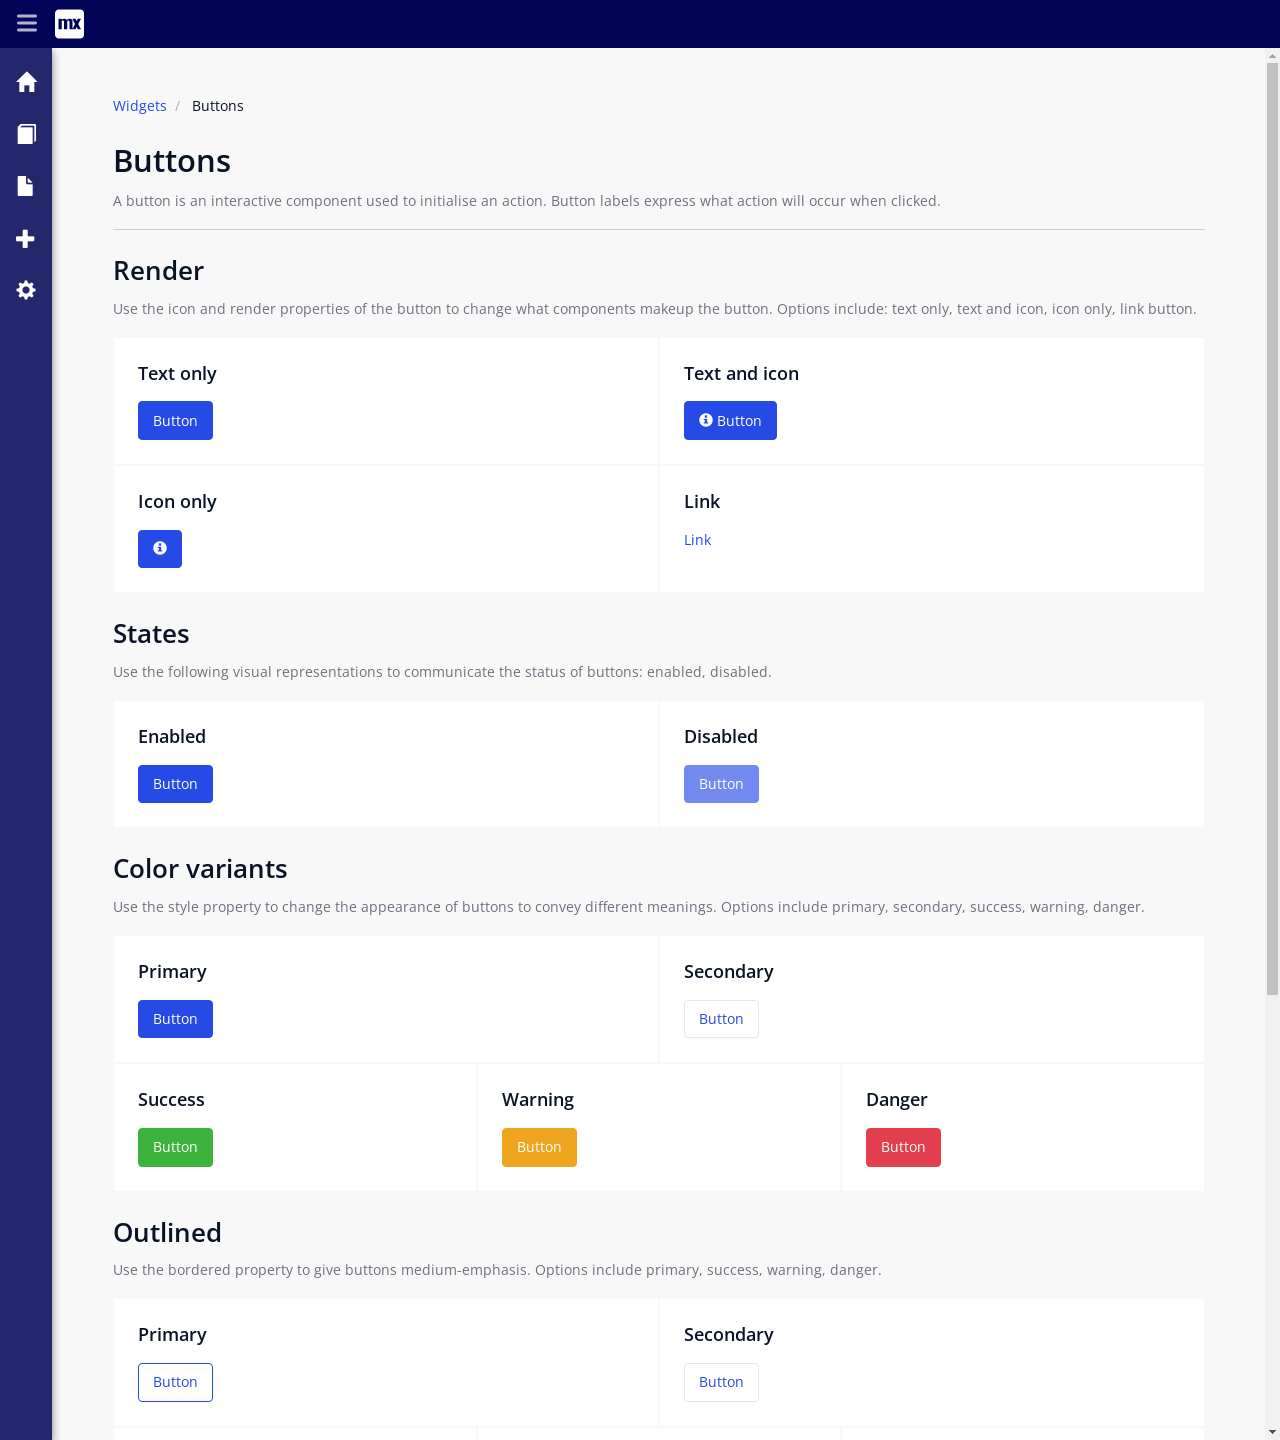 mx
Widgets / Buttons
Buttons
A button is an interactive component used to initialise an action. Button labels express what action will occur when clicked.
Render
Use the icon and render properties of the button to change what components makeup the button. Options include: text only, text and icon, icon only, link button.
Text only
Text and icon
Button
Button
Icon only
Link
Link
States
Use the following visual representations to communicate the status of buttons: enabled, disabled.
Enabled
Disabled
Button
Button
Color variants
Use the style property to change the appearance of buttons to convey different meanings. Options include primary, secondary, success, warning, danger.
Primary
Secondary
Button
Button
Success
Warning
Danger
Button
Button
Button
Outlined
Use the bordered property to give buttons medium-emphasis. Options include primary, success, warning, danger.
Primary
Secondary
Button
Button